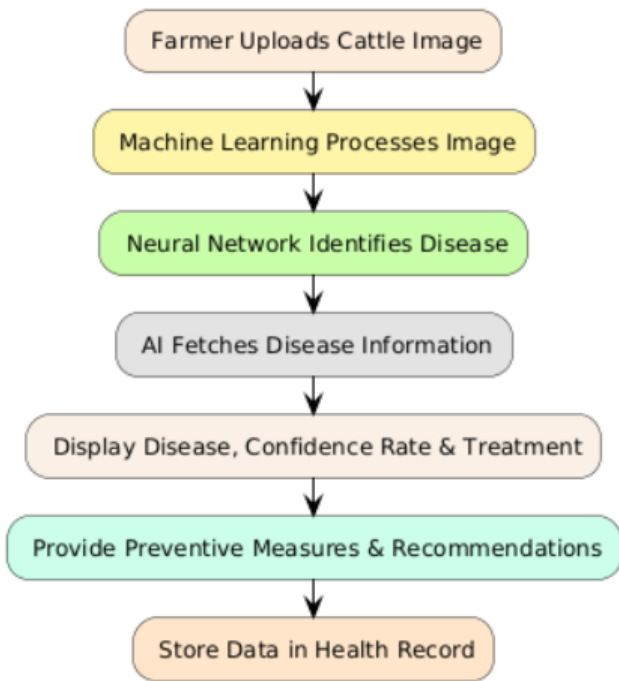 Farmer Uploads Cattle Image
Machine Learning Processes Image
Neural Network Identifies Disease
AI Fetches Disease Information
Display Disease, Confidence Rate & Treatment
Provide Preventive Measures & Recommendations
Store Data in Health Record